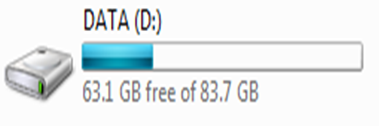 DATA (D:)
63.1 GB free of 83.7 GB